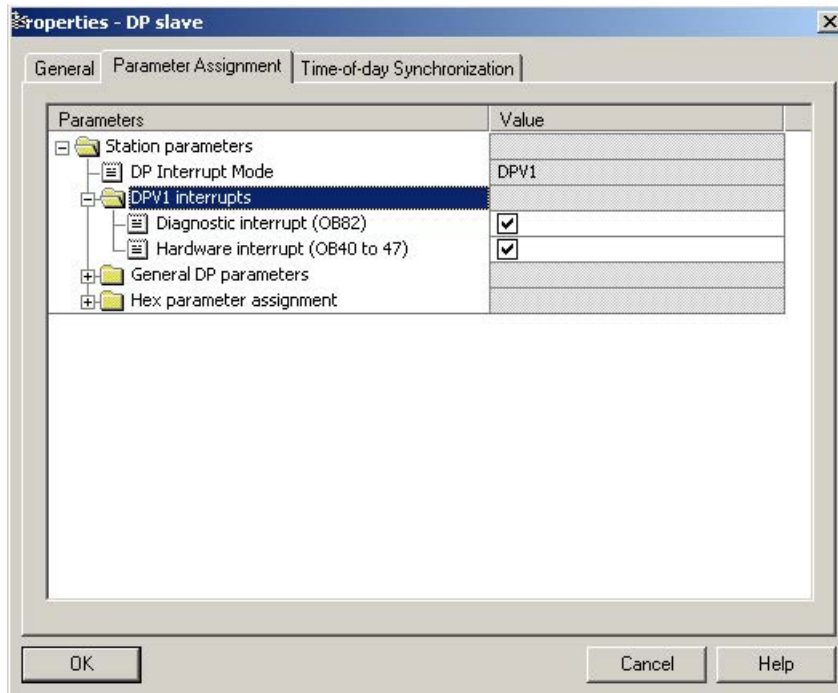 Properties - DP slave
General Parameter Assignment Time-of-day Synchronization
Parameters Value
Station parameters
DP Interrupt Mode DPV1
DPV1 interrupts
Diagnostic interrupt (OB82)
Hardware interrupt (OB40 to 47)
General DP parameters
Hex parameter assignment
OK Cancel Help